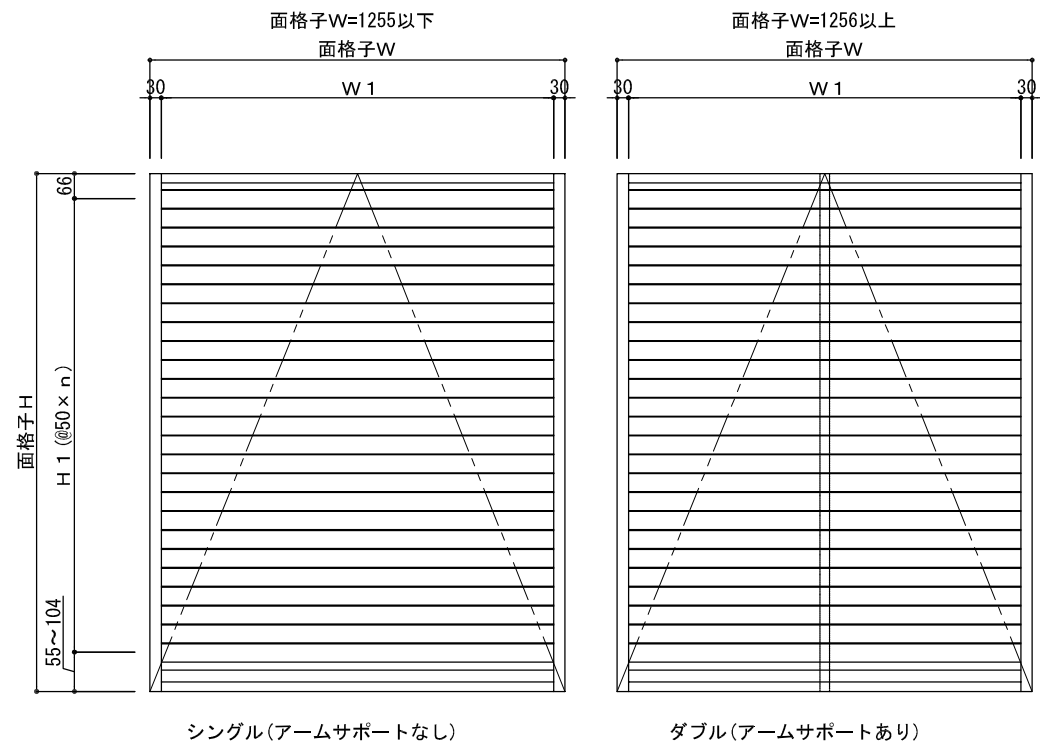 面格子W=1255以下
面格子W
30
W1
30
面格子W=1256以上
面格子W
30
W1
30
66
H1(@50×n)
面格子H
55～104
シングル(アームサポートなし)
ダブル(アームサポートあり)